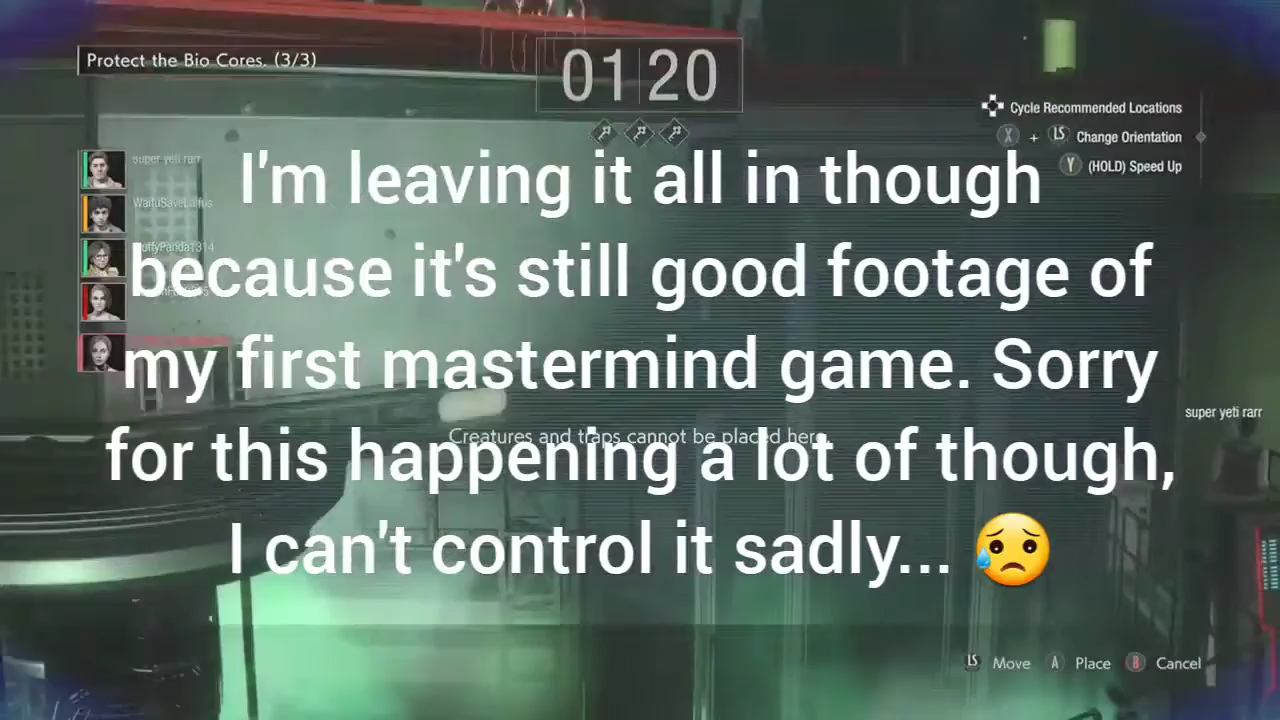 Protect the Bio Cores. (3/3)
01 20
Cycle Recommended Locations
X + LS Change Orientation
Y (HOLD) Speed Up
super yeti rarr
I'm leaving it all in though
because it's still good footage of
my first mastermind game. Sorry
for this happening a lot of though,
I can't control it sadly... 😥
super yeti rarr
Creatures and traps cannot be placed here.
LS Move A Place B Cancel